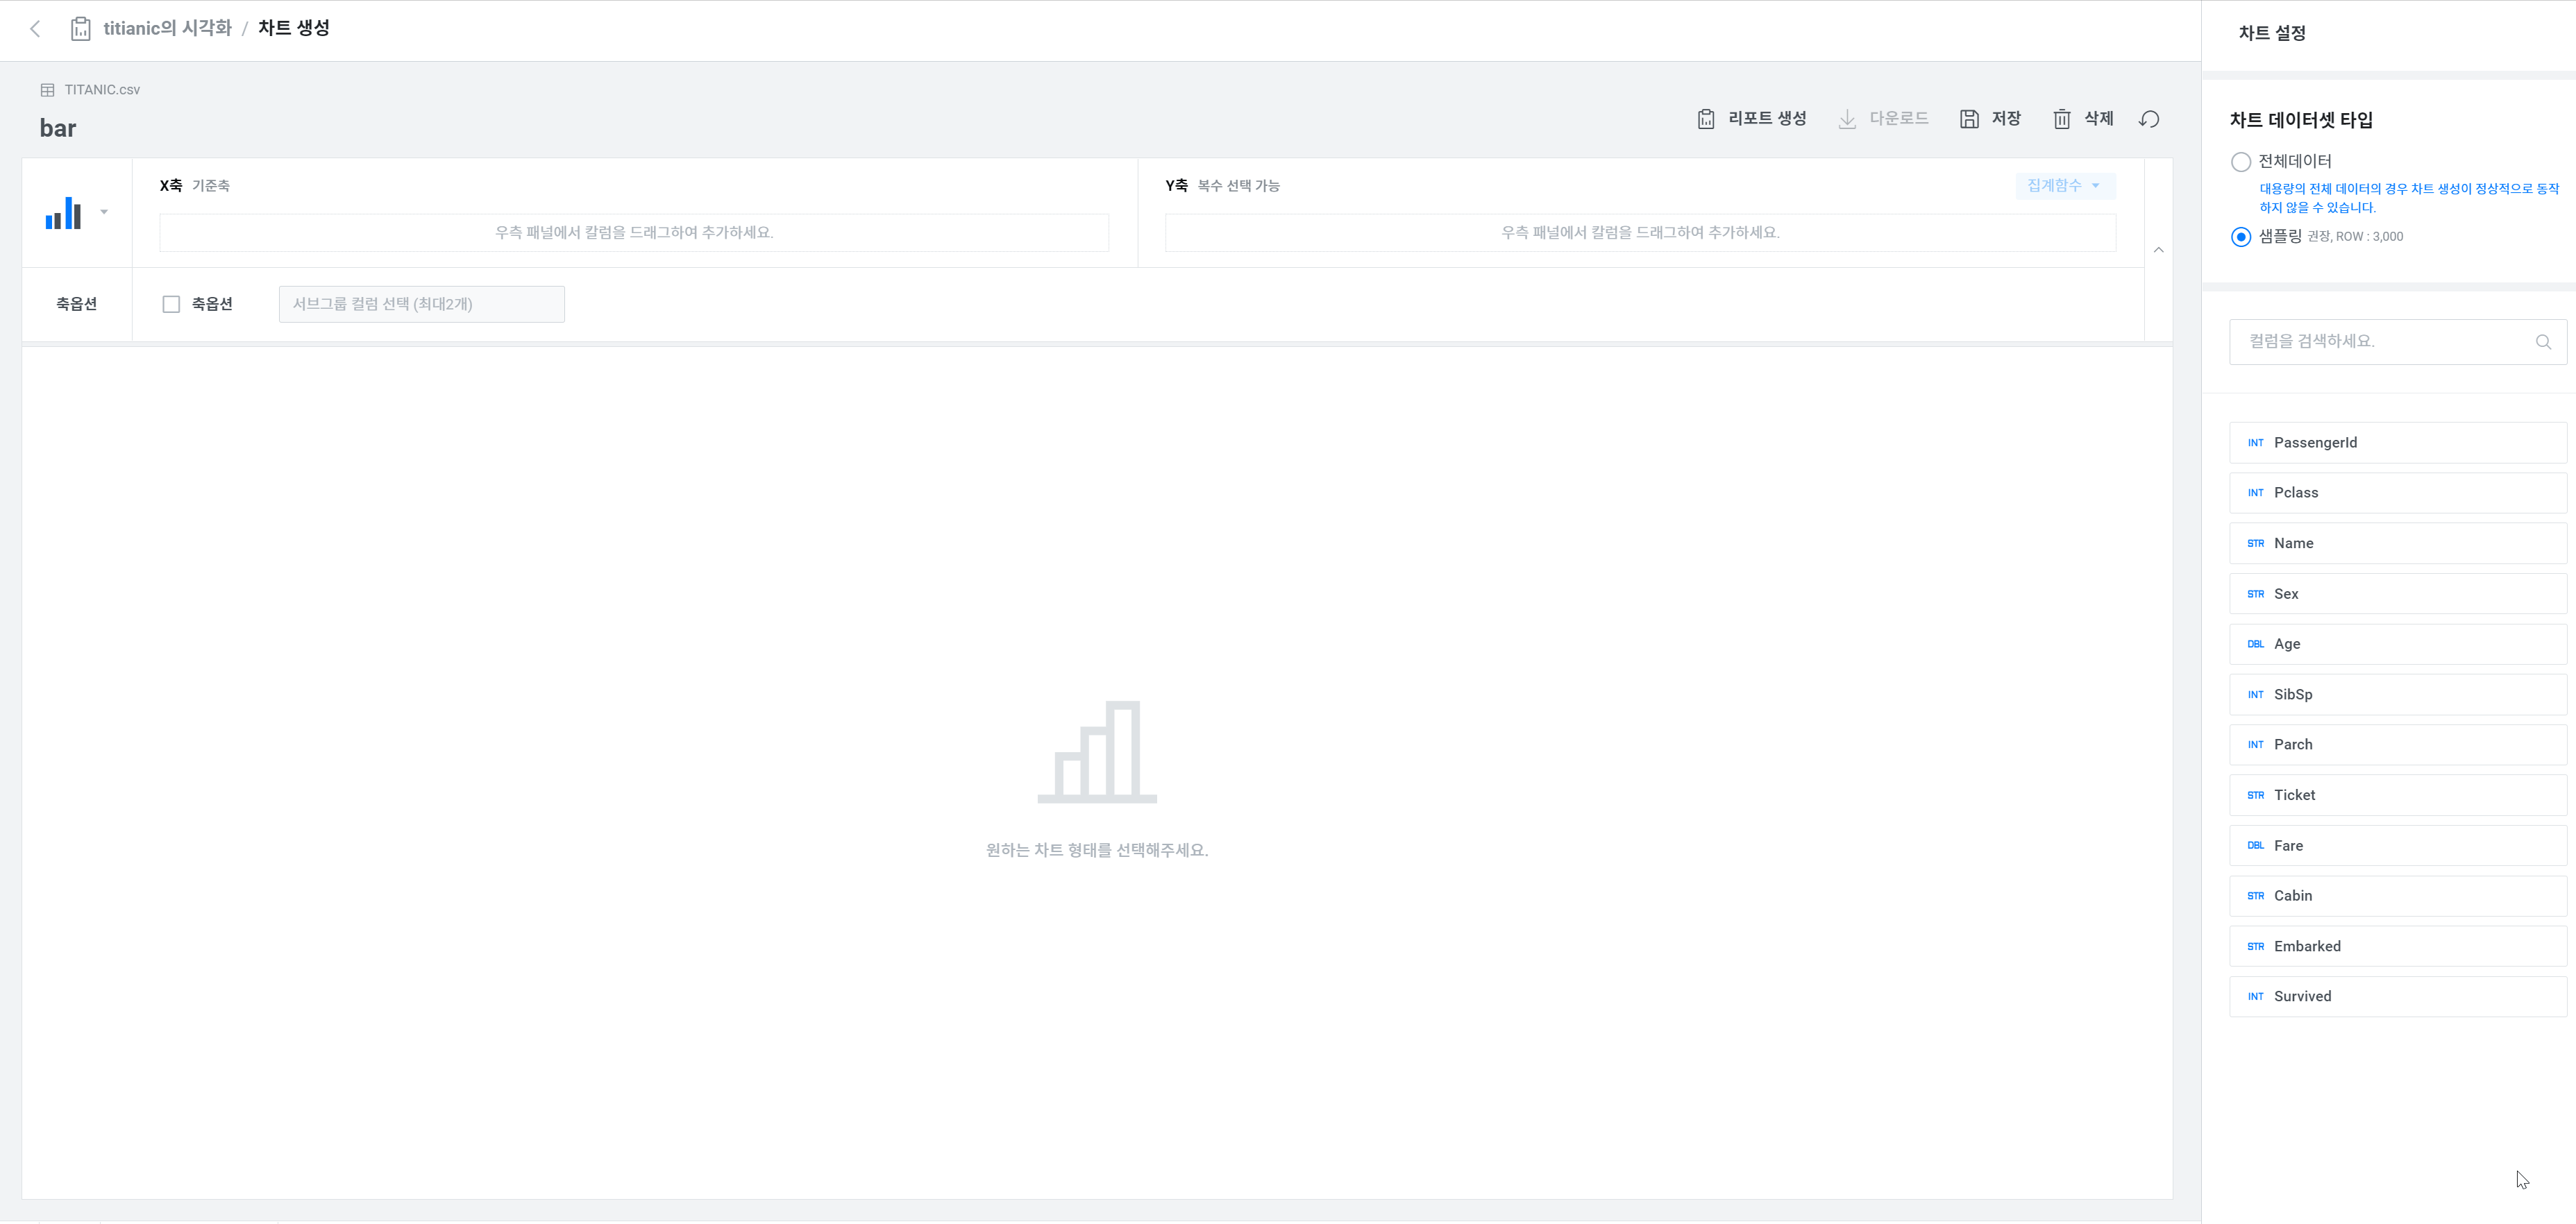 titianic의 시각화 / 차트 생성
TITANIC.csv
bar
리포트 생성
다운로드
저장
삭제
X축 기준축
우측 패널에서 칼럼을 드래그하여 추가하세요.
Y축 복수 선택 가능
집계함수
우측 패널에서 칼럼을 드래그하여 추가하세요.
축옵션
축옵션
서브그룹 컬럼 선택 (최대2개)
원하는 차트 형태를 선택해주세요.
차트 설정
차트 데이터셋 타입
전체데이터
대용량의 전체 데이터의 경우 차트 생성이 정상적으로 동작
하지 않을 수 있습니다.
샘플링 권장, ROW : 3,000
컬럼을 검색하세요.
INT PassengerId
INT Pclass
STR Name
STR Sex
DBL Age
INT SibSp
INT Parch
STR Ticket
DBL Fare
STR Cabin
STR Embarked
INT Survived